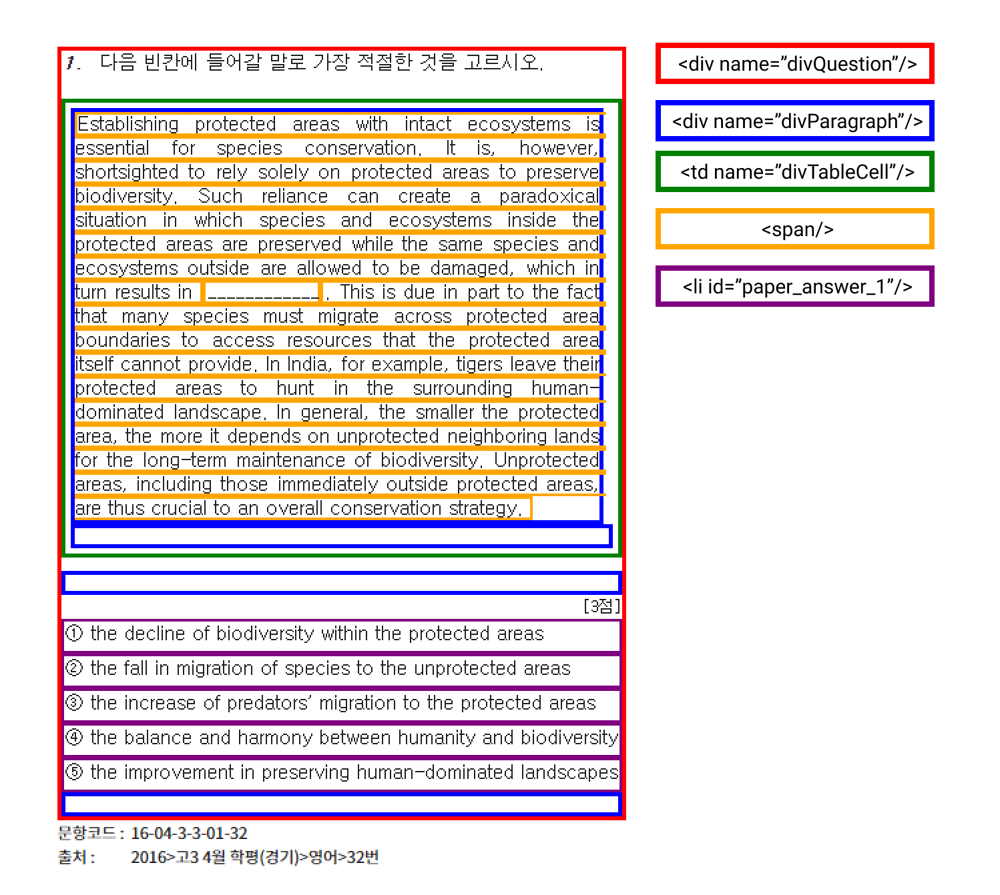 1. 다음 빈칸에 들어갈 말로 가장 적절한 것을 고르시오.
Establishing protected areas with intact ecosystems is
essential for species conservation. It is, however,
shortsighted to rely solely on protected areas to preserve
biodiversity. Such reliance can create a paradoxical
situation in which species and ecosystems inside the
protected areas are preserved while the same species and
ecosystems outside are allowed to be damaged, which in
turn results in ____________. This is due in part to the fact
that many species must migrate across protected area
boundaries to access resources that the protected area
itself cannot provide. In India, for example, tigers leave their
protected areas to hunt in the surrounding human-
dominated landscape. In general, the smaller the protected
area, the more it depends on unprotected neighboring lands
for the long-term maintenance of biodiversity. Unprotected
areas, including those immediately outside protected areas,
are thus crucial to an overall conservation strategy.
[3점]
① the decline of biodiversity within the protected areas
② the fall in migration of species to the unprotected areas
③ the increase of predators' migration to the protected areas
④ the balance and harmony between humanity and biodiversity
⑤ the improvement in preserving human-dominated landscapes
문항코드 : 16-04-3-3-01-32
출처 : 2016>고3 4월 학평(경기)>영어>32번
<div name=”divQuestion”/>
<div name=”divParagraph”/>
<td name=”divTableCell”/>
<span/>
<li id=”paper_answer_1”/>